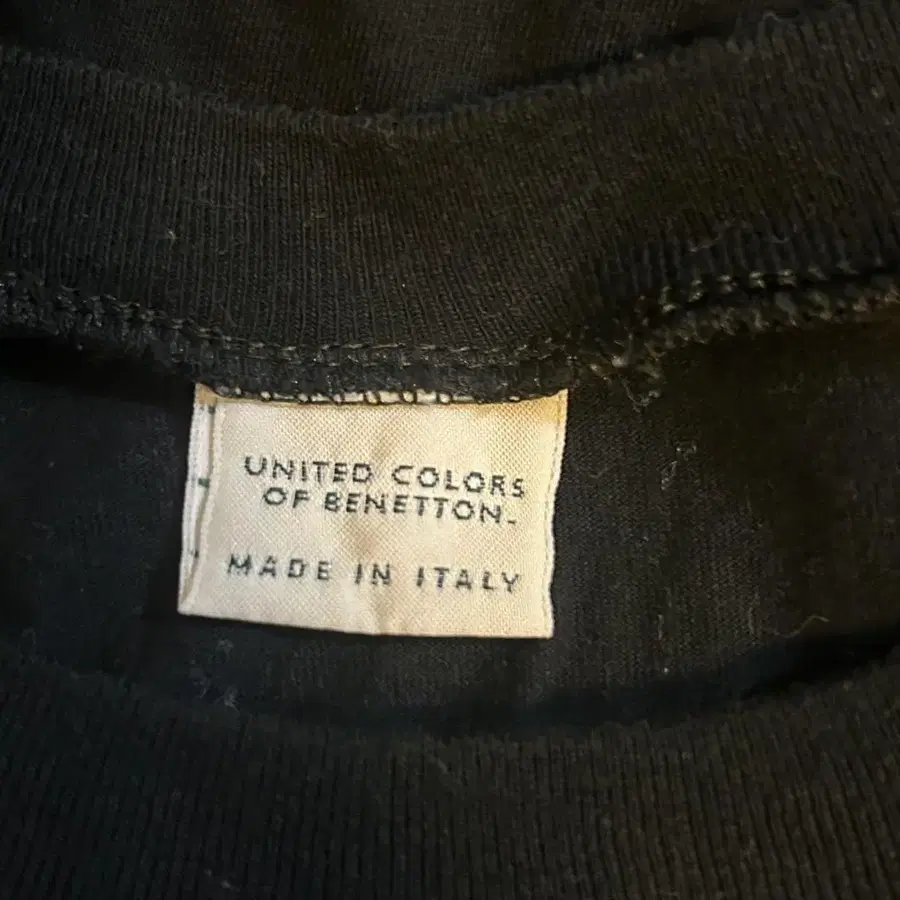 UNITED COLORS
OF BENETTON.
MADE IN ITALY